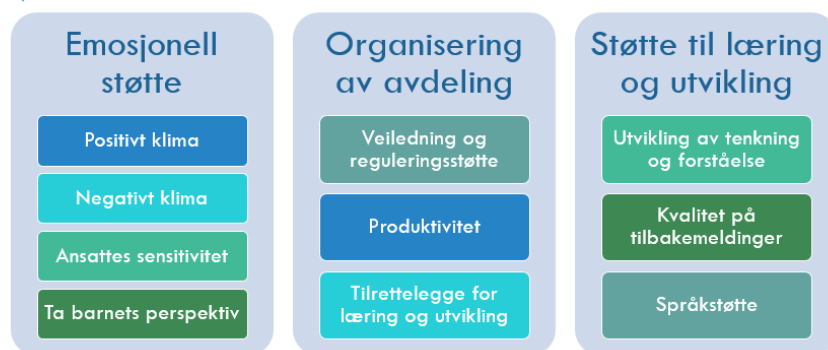 Emosjonell
støtte
Positivt klima
Negativt klima
Ansattes sensitivitet
Ta barnets perspektiv
Organisering
av avdeling
Veiledning og
reguleringsstøtte
Produktivitet
Tilrettelegge for
læring og utvikling
Støtte til læring
og utvikling
Utvikling av tenkning
og forståelse
Kvalitet på
tilbakemeldinger
Språkstøtte